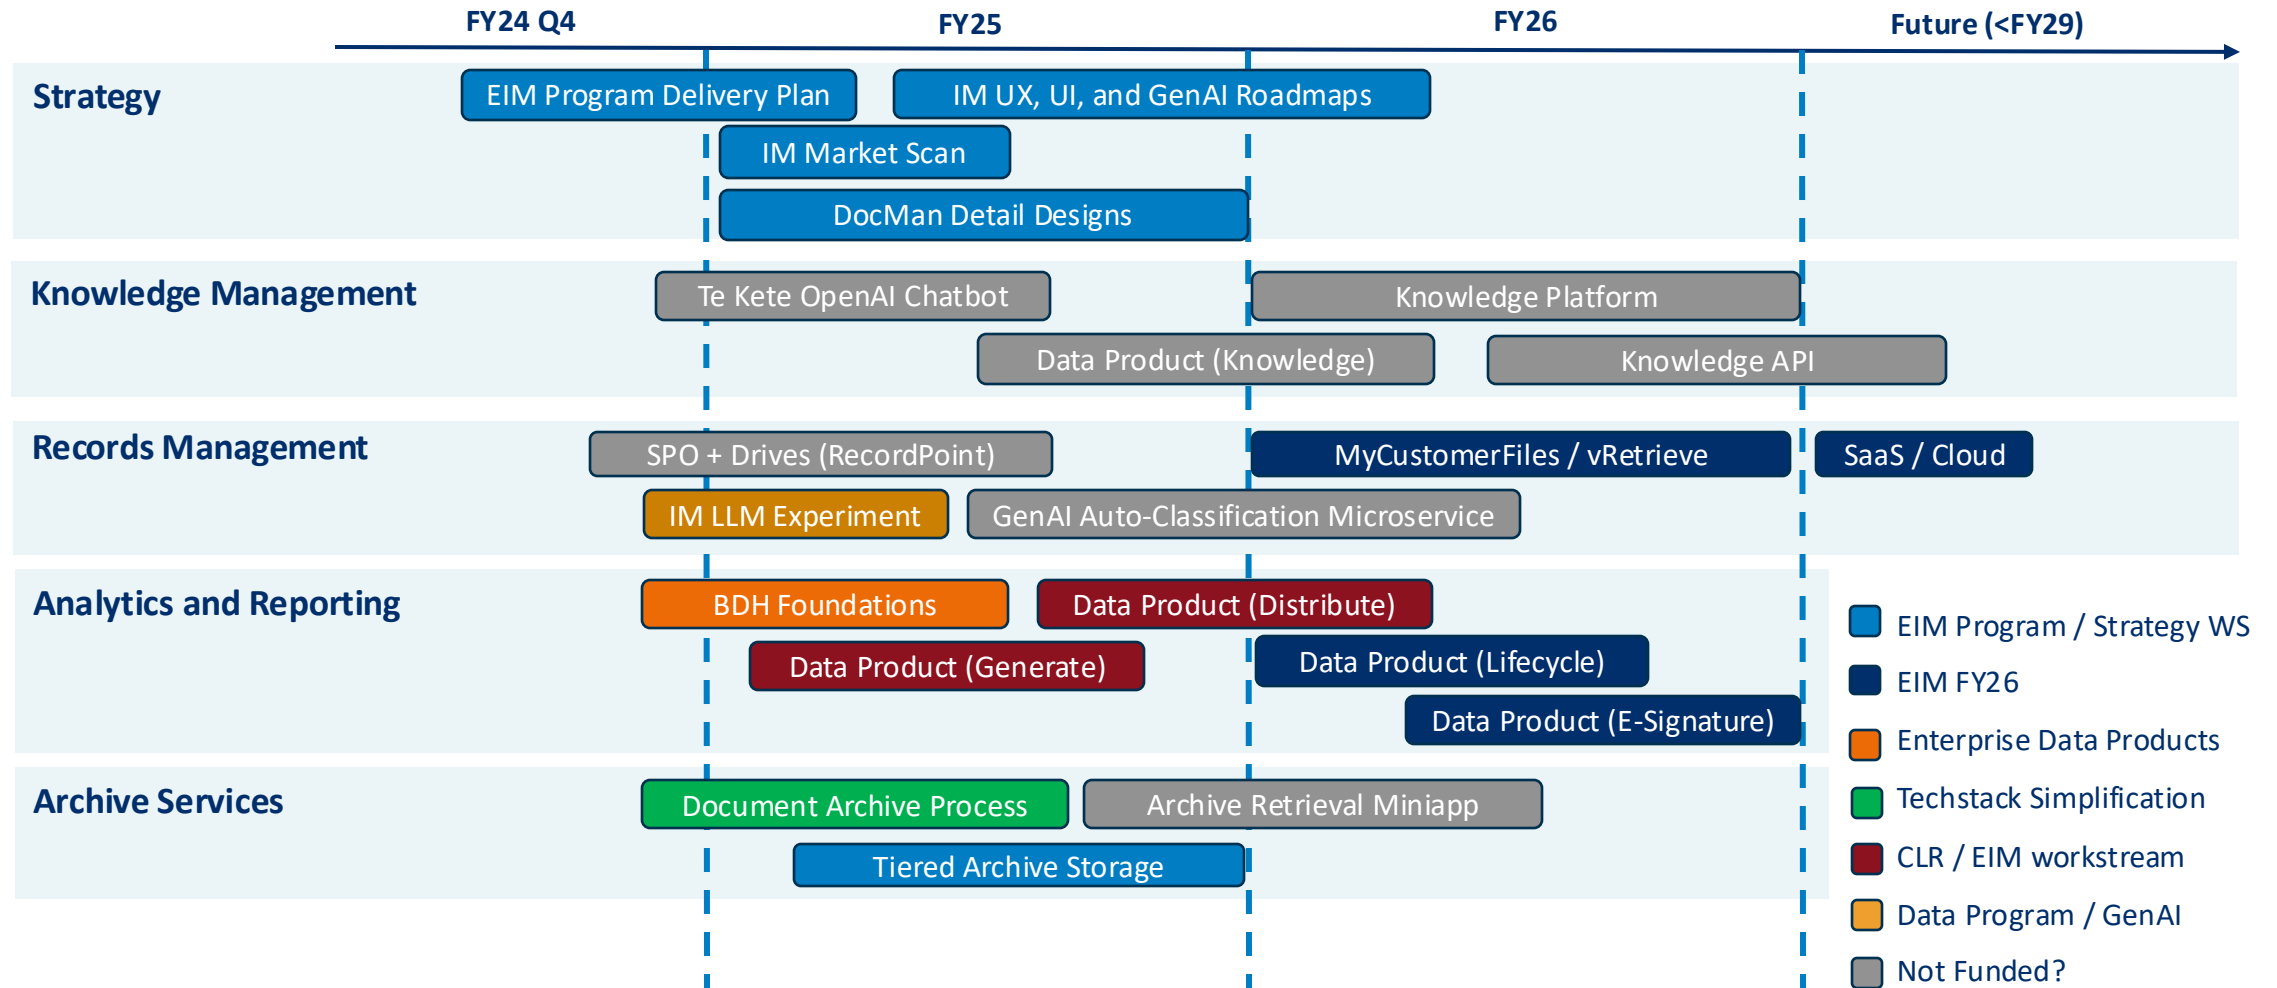 FY24 Q4
FY25
FY26
Future (<FY29)
Strategy
EIM Program Delivery Plan
IM UX, UI, and GenAI Roadmaps
IM Market Scan
DocMan Detail Designs
Knowledge Management
Te Kete OpenAI Chatbot
Knowledge Platform
Data Product (Knowledge)
Knowledge API
Records Management
SPO + Drives (RecordPoint)
MyCustomerFiles / vRetrieve
SaaS / Cloud
IM LLM Experiment
GenAI Auto-Classification Microservice
Analytics and Reporting
BDH Foundations
Data Product (Distribute)
Data Product (Generate)
Data Product (Lifecycle)
Data Product (E-Signature)
Archive Services
Document Archive Process
Archive Retrieval Miniapp
Tiered Archive Storage
EIM Program / Strategy WS
EIM FY26
Enterprise Data Products
Techstack Simplification
CLR / EIM workstream
Data Program / GenAI
Not Funded?